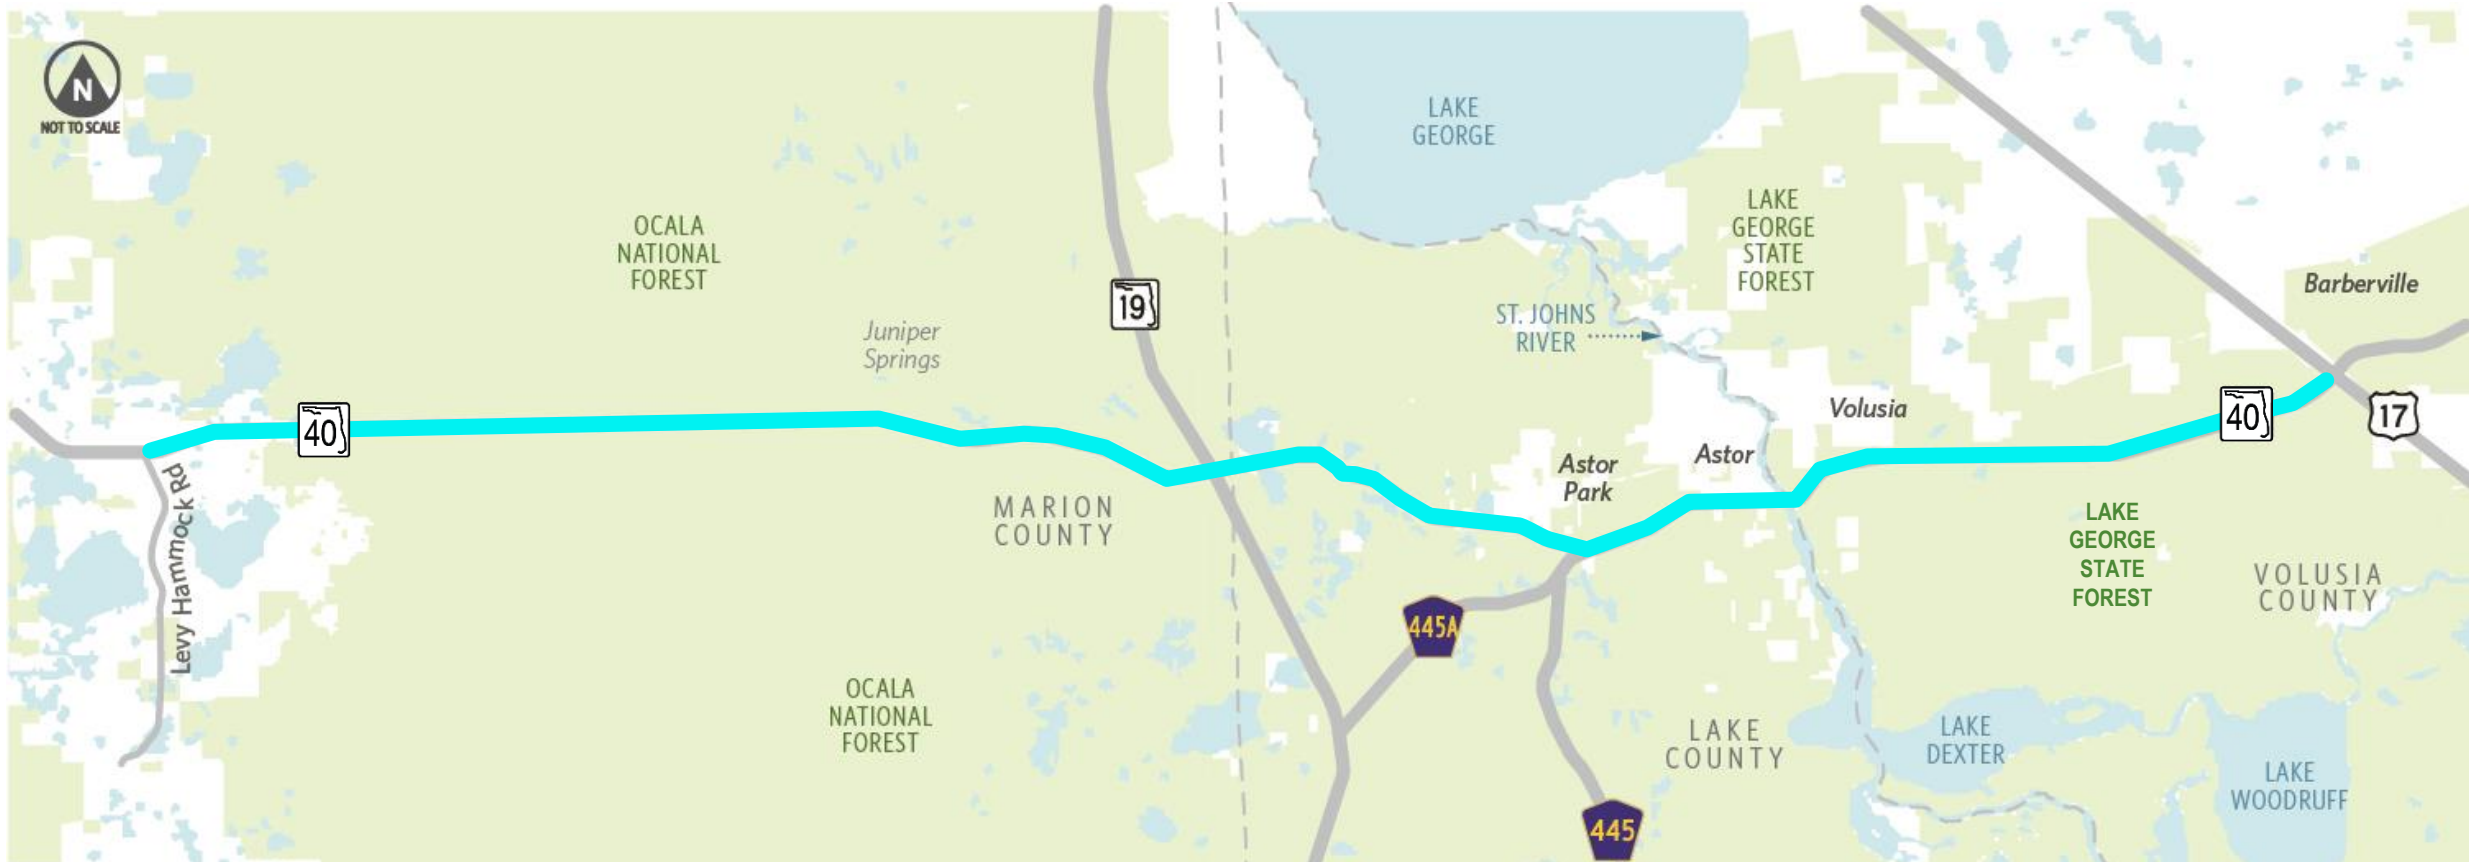 N
NOT TO SCALE
LAKE
GEORGE
OCALA
NATIONAL
FOREST
LAKE
GEORGE
STATE
FOREST
Barberville
19
ST. JOHNS
RIVER
Juniper
Springs
40
Volusia
40
17
Astor
Park
Astor
Levy Hammock Rd
MARION
COUNTY
LAKE
GEORGE
STATE
FOREST
VOLUSIA
COUNTY
445A
OCALA
NATIONAL
FOREST
LAKE
COUNTY
LAKE
DEXTER
LAKE
WOODRUFF
445